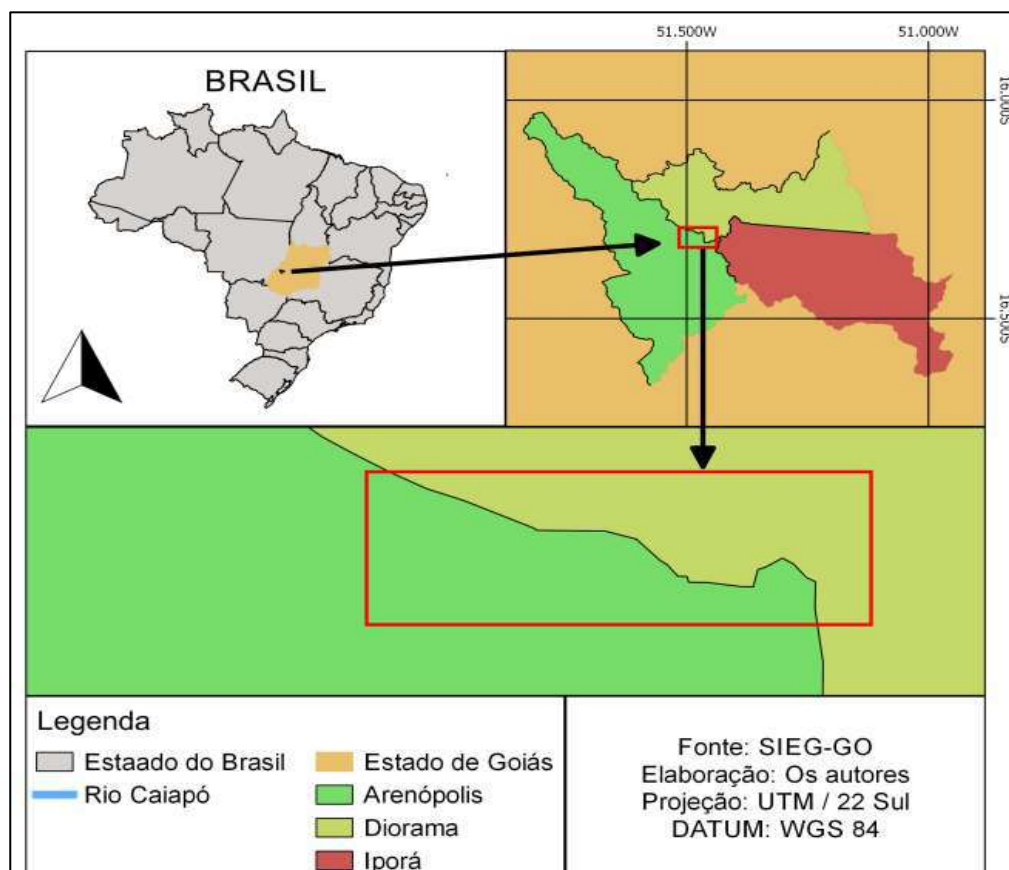 51.500W
51.000W
BRASIL
16.000S
16.500S
Legenda
Estaado do Brasil
Rio Caiapó
Estado de Goiás
Arenópolis
Diorama
Iporá
Fonte: SIEG-GO
Elaboração: Os autores
Projeção: UTM / 22 Sul
DATUM: WGS 84